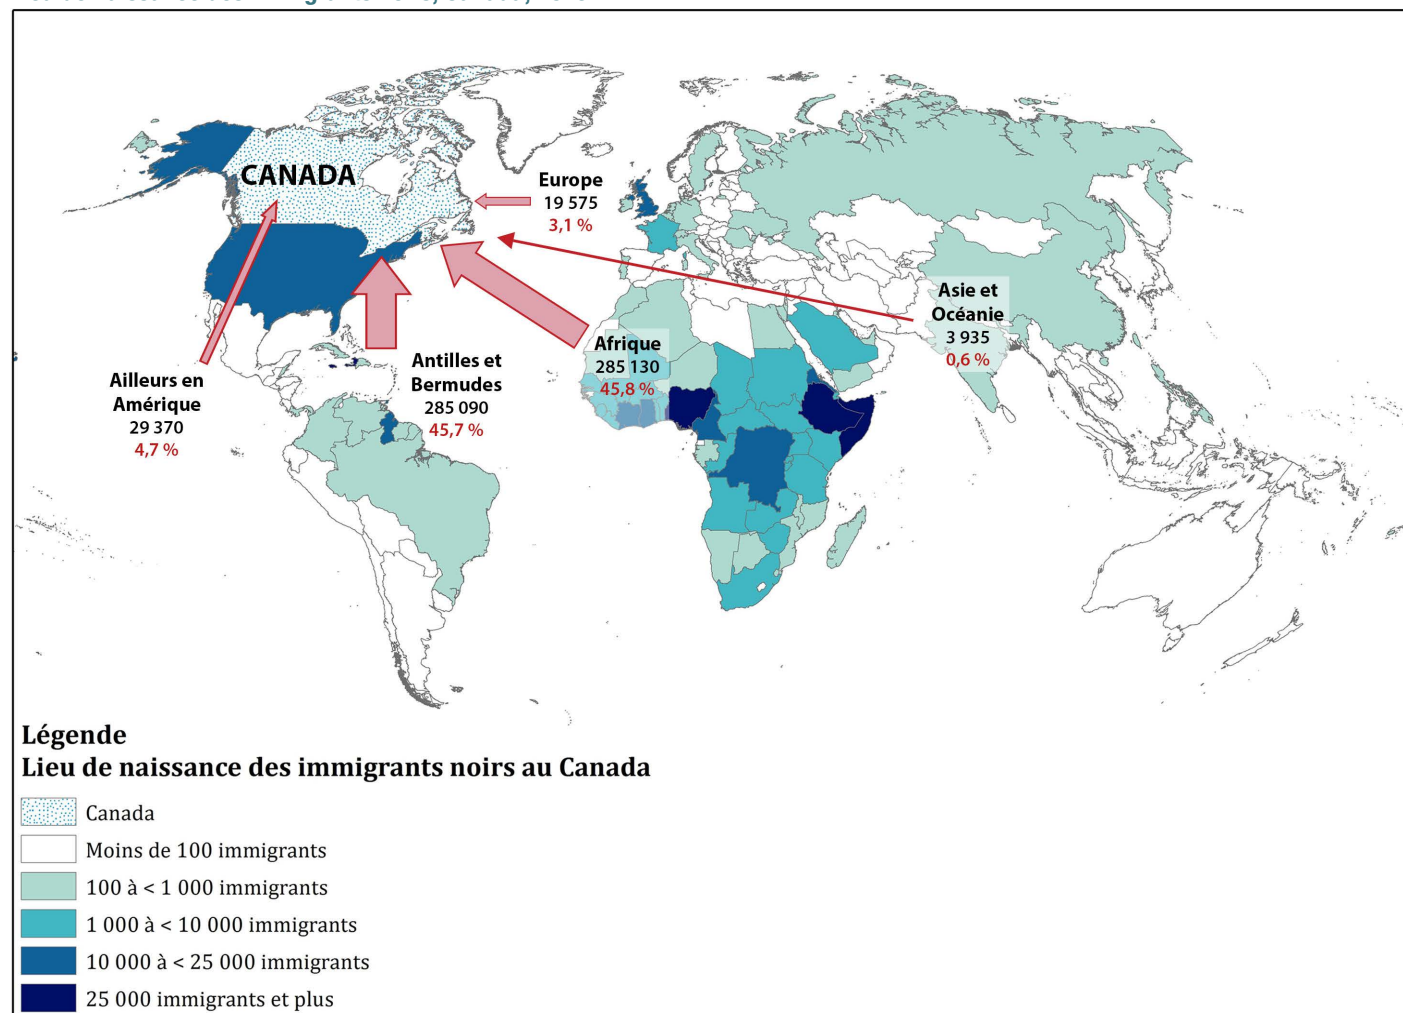 CANADA
Europe
19 575
3,1 %
Asie et
Océanie
3 935
0,6 %
Afrique
285 130
45,8 %
Antilles et
Bermudes
285 090
45,7 %
Ailleurs en
Amérique
29 370
4,7 %
Légende
Lieu de naissance des immigrants noirs au Canada
Canada
Moins de 100 immigrants
100 à < 1 000 immigrants
1 000 à < 10 000 immigrants
10 000 à < 25 000 immigrants
25 000 immigrants et plus